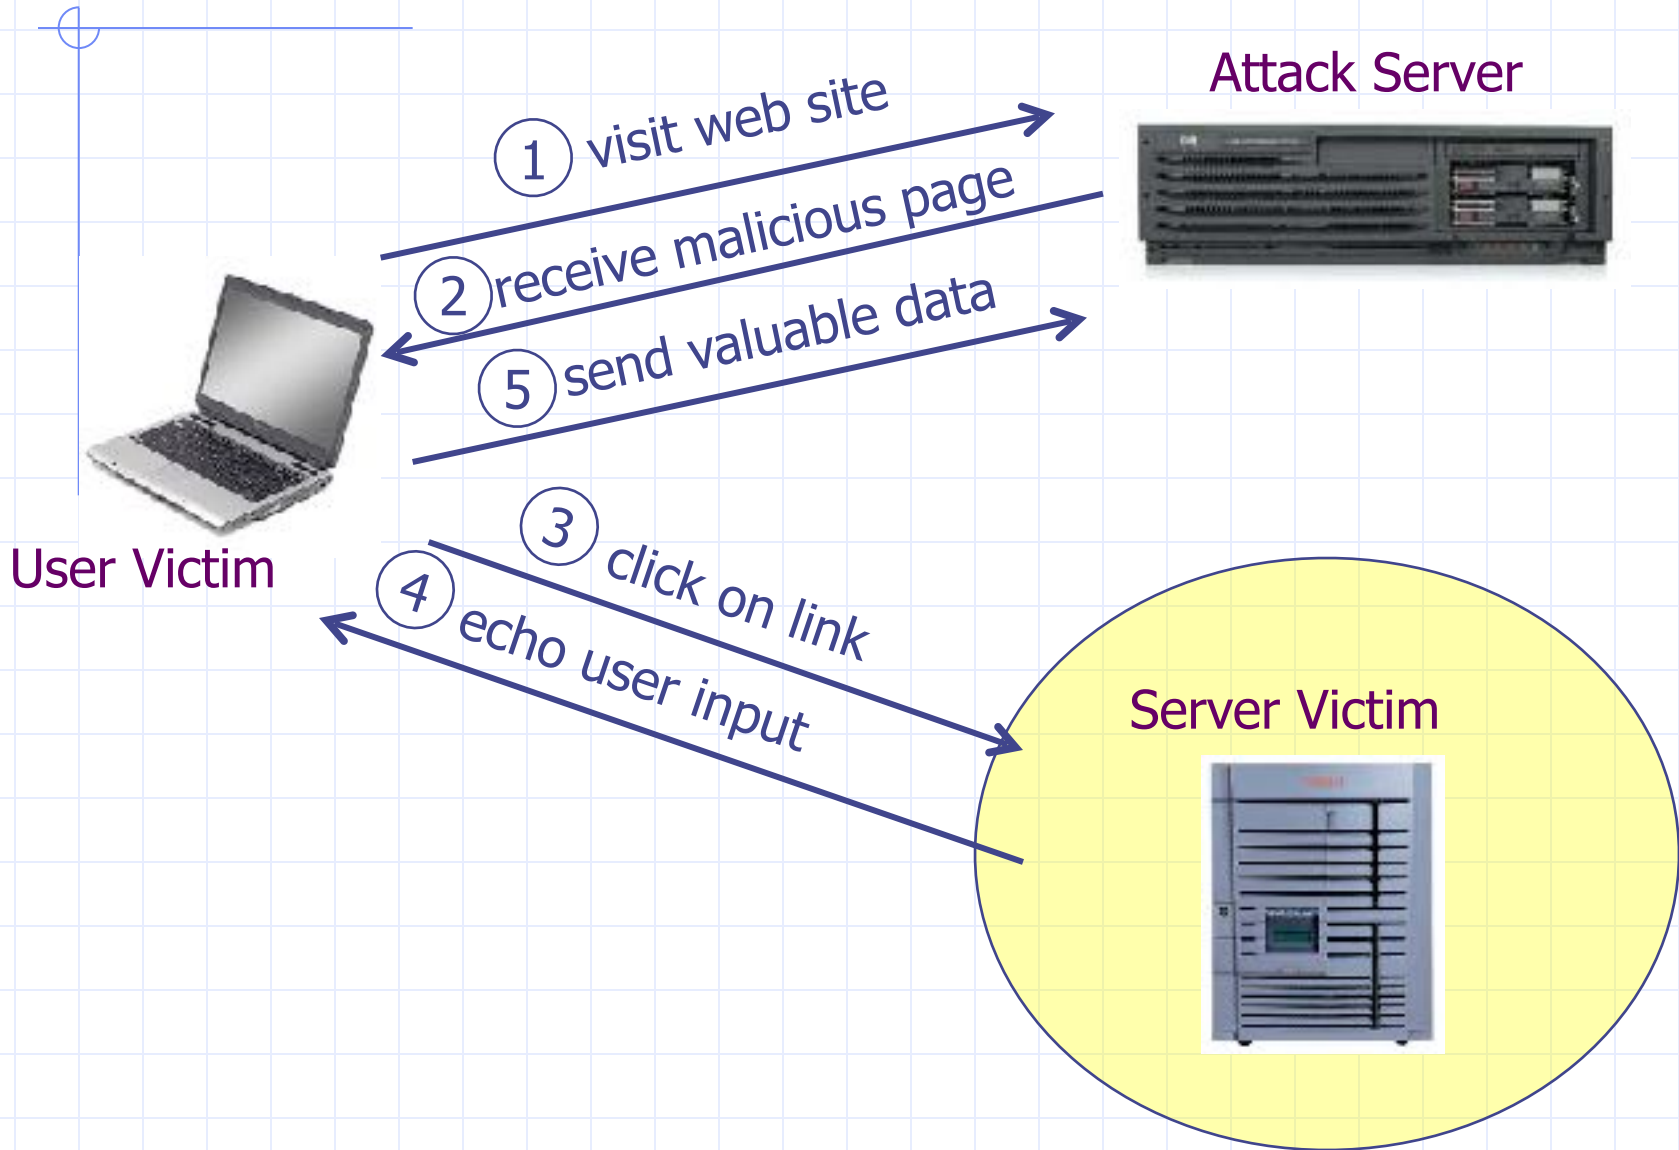 Attack Server
1 visit web site
2 receive malicious page
5 send valuable data
User Victim
3 click on link
4 echo user input
Server Victim